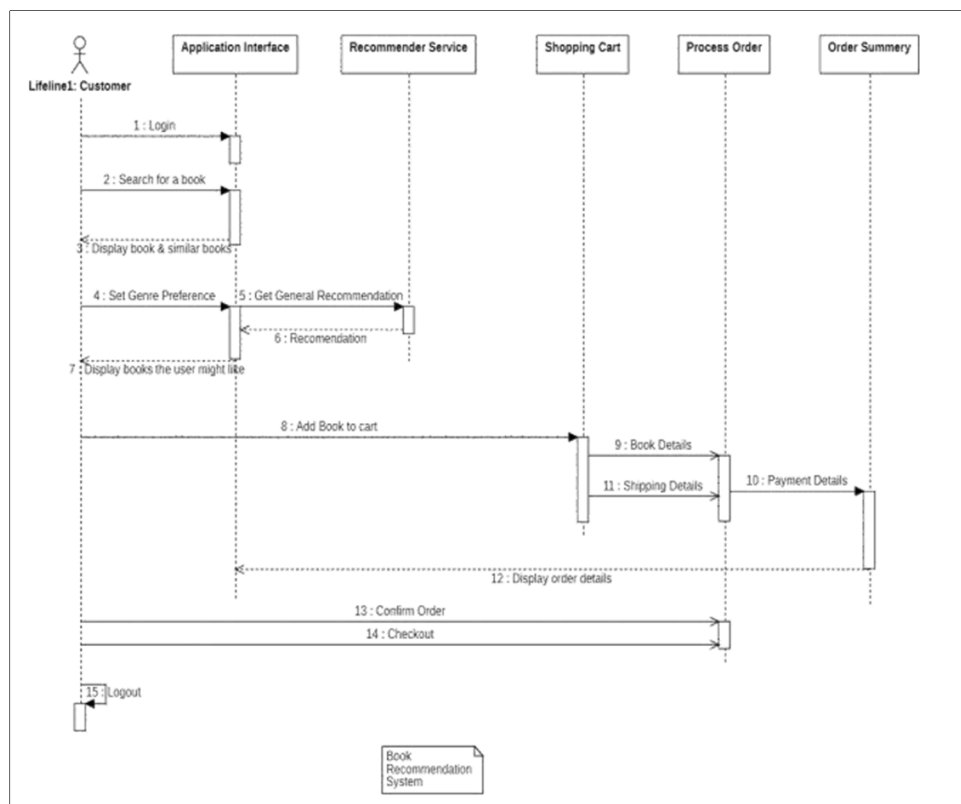 Application Interface
Recommender Service
Shopping Cart
Process Order
Order Summery
Lifeline1: Customer
1 : Login
2 : Search for a book
3 : Display book & similar books
4 : Set Genre Preference
5 : Get General Recommendation
6 : Recomendation
7 : Display books the user might like
8 : Add Book to cart
9 : Book Details
10 : Payment Details
11 : Shipping Details
12 : Display order details
13 : Confirm Order
14 : Checkout
15 : Logout
Book
Recommendation
System